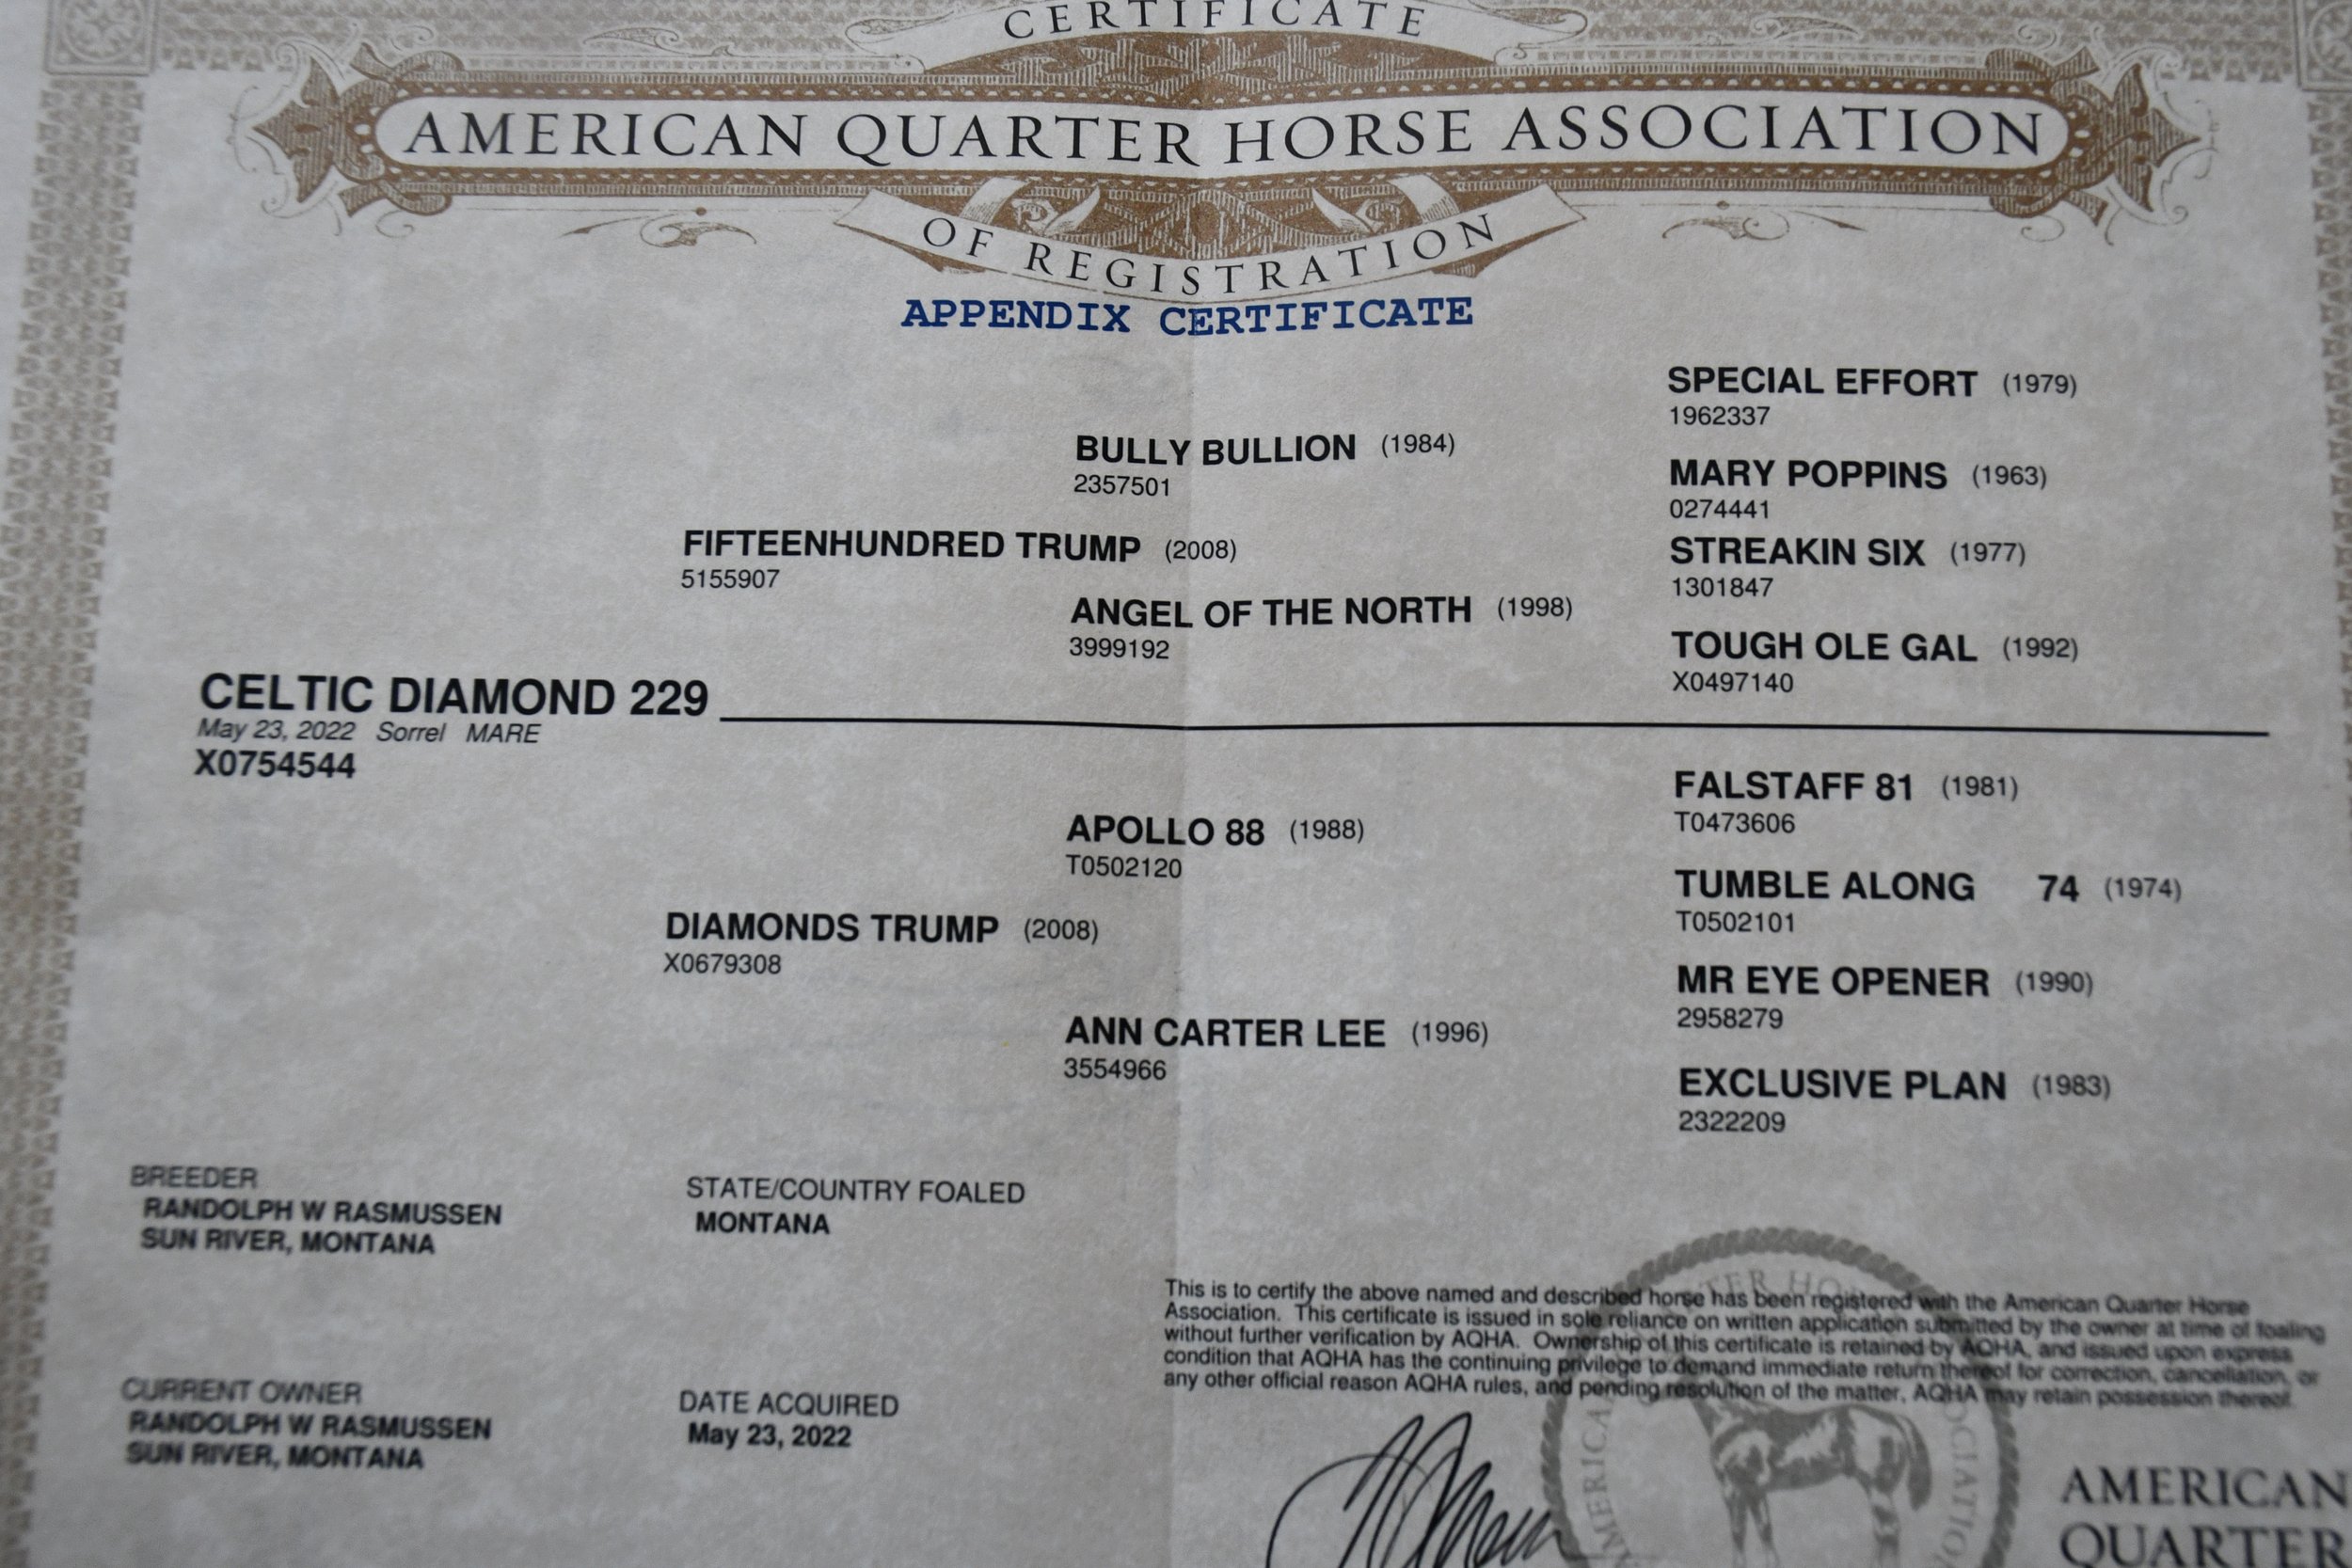 CERTIFICATE
AMERICAN QUARTER HORSE ASSOCIATION
OF REGISTRATION
APPENDIX CERTIFICATE
SPECIAL EFFORT (1979)
1962337
BULLY BULLION (1984)
2357501
MARY POPPINS (1963)
0274441
FIFTEENHUNDRED TRUMP (2008)
5155907
STREAKIN SIX (1977)
1301847
ANGEL OF THE NORTH (1998)
3999192
TOUGH OLE GAL (1992)
X0497140
CELTIC DIAMOND 229
May 23, 2022 Sorrel MARE
X0754544
FALSTAFF 81 (1981)
T0473606
APOLLO 88 (1988)
T0502120
TUMBLE ALONG 74 (1974)
T0502101
DIAMONDS TRUMP (2008)
X0679308
MR EYE OPENER (1990)
2958279
ANN CARTER LEE (1996)
3554966
EXCLUSIVE PLAN (1983)
2322209
BREEDER
RANDOLPH W RASMUSSEN
SUN RIVER, MONTANA
STATE/COUNTRY FOALED
MONTANA
This is to certify the above named and described horse has been registered with the American Quarter Horse
Association. This certificate is issued in sole reliance on written application submitted by the owner at time of foaling
without further verification by AQHA. Ownership of this certificate is retained by AQHA, and issued upon express
condition that AQHA has the continuing privilege to demand immediate return thereof for correction, cancellation, or
any other official reason AQHA rules, and pending resolution of the matter, AQHA may retain possession thereof.
CURRENT OWNER
RANDOLPH W RASMUSSEN
SUN RIVER, MONTANA
DATE ACQUIRED
May 23, 2022
AMERICAN
QUARTER